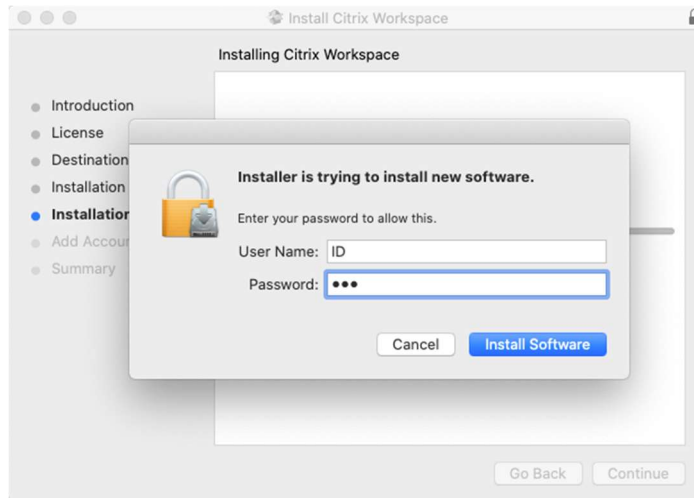 Install Citrix Workspace
Installing Citrix Workspace
Introduction
License
Destination
Installation
Installation
Add Accou
Summary
Installer is trying to install new software.
Enter your password to allow this.
User Name: ID
Password: •••
Cancel
Install Software
Go Back
Continue